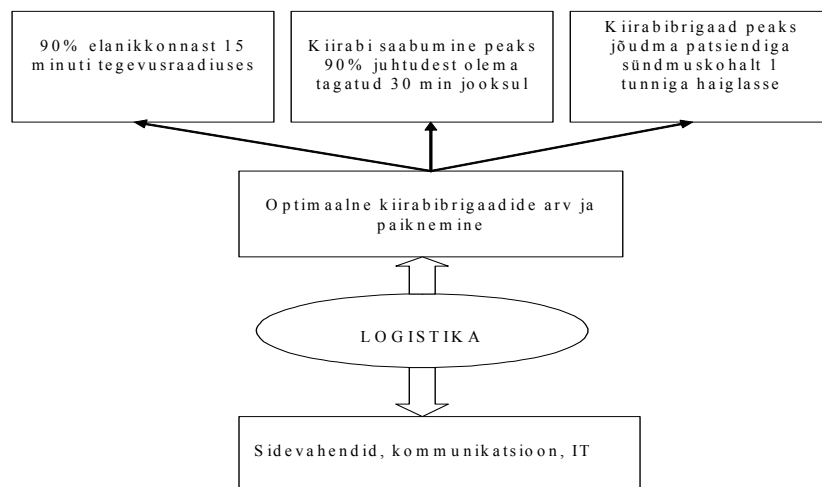 90% elanikkonnast 15
minuti tegevusraadiuses
Kiirabi saabumine peaks
90% juhtudest olema
tagatud 30 min jooksul
Kiirabibrigaad peaks
jõudma patsiendiga
sündmuskohalt 1
tunniga haiglasse
Optimaalne kiirabibrigaadide arv ja
paiknemine
LOGISTIKA
Sidevahendid, kommunikatsioon, IT